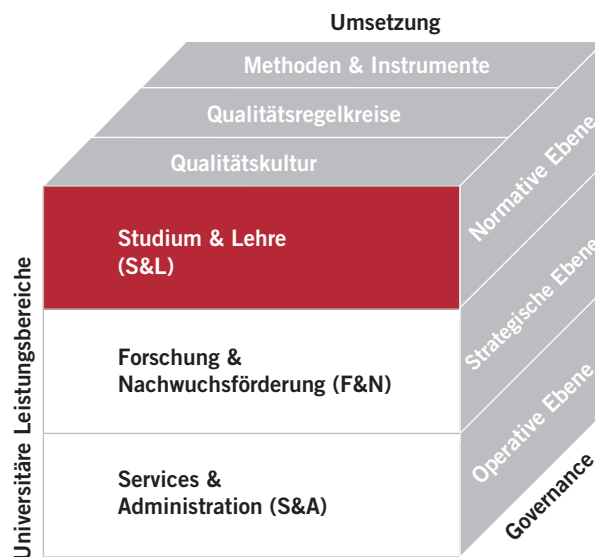 Umsetzung
Methoden & Instrumente
Qualitätsregelkreise
Qualitätskultur
Studium & Lehre
(S&L)
Forschung &
Nachwuchsförderung (F&N)
Services &
Administration (S&A)
Universitäre Leistungsbereiche
Normative Ebene
Strategische Ebene
Operative Ebene
Governance